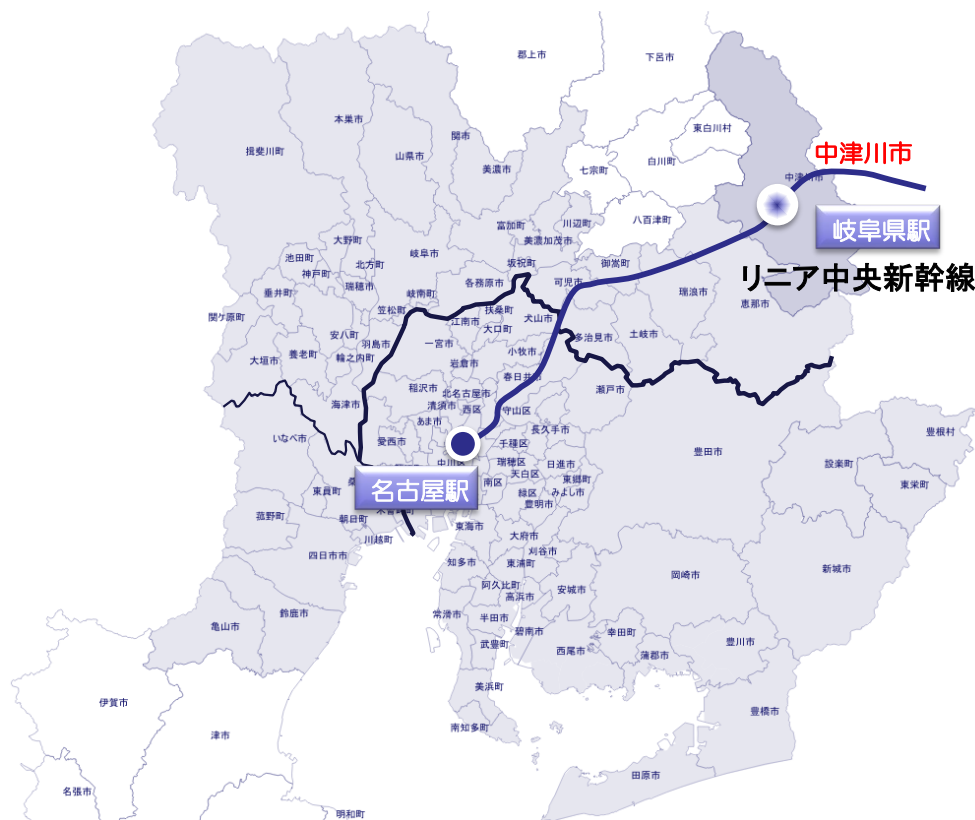 郡上市
下呂市
本巣市
関市
東白川村
揖斐川町
山県市
美濃市
七宗町
白川町
中津川市
中津川市
富加町
川辺町
八百津町
岐阜県駅
大野町
美濃加茂市
池田町
岐阜市
坂祝町
御嵩町
リニア中央新幹線
神戸町
北方町
垂井町
瑞穂市
岐南町
各務原市
可児市
瑞浪市
恵那市
関ケ原町
笠松町
扶桑町
犬山市
江南市
大口町
安八町
多治見市
土岐市
大垣市
養老町
羽島市
一宮市
小牧市
輪之内町
岩倉市
春日井市
瀬戸市
稲沢市
北名古屋市
海津市
清須市
西区
守山区
あま市
長久手市
豊根村
いなべ市
愛西市
千種区
豊田市
中川区
瑞穂区
日進市
設楽町
天白区
東員町
名古屋駅
南区
東郷町
東栄町
緑区
みよし市
豊明市
菰野町
朝日町
東海市
川越町
大府市
四日市市
刈谷市
知多市
東浦町
新城市
岡崎市
阿久比町
安城市
高浜市
鈴鹿市
常滑市
半田市
亀山市
碧南市
幸田町
武豊町
西尾市
蒲郡市
豊川市
美浜町
伊賀市
豊橋市
南知多町
津市
田原市
名張市
明和町